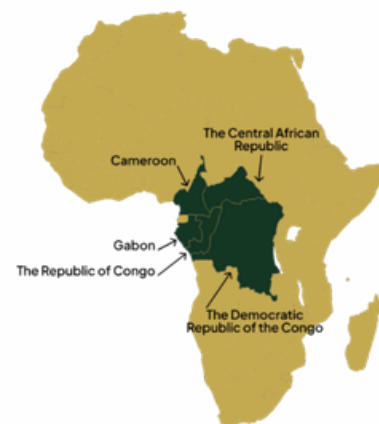 The Central African
Republic
Cameroon
Gabon
The Republic of Congo
The Democratic
Republic of the Congo